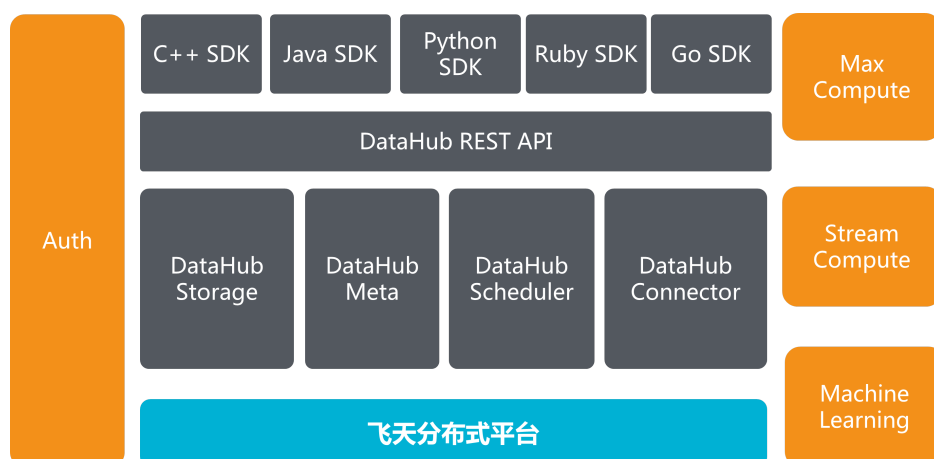 C++ SDK
Java SDK
Python
SDK
Ruby SDK
Go SDK
Max
Compute
DataHub REST API
Auth
DataHub
Storage
DataHub
Meta
DataHub
Scheduler
DataHub
Connector
Stream
Compute
Machine
Learning
飞天分布式平台